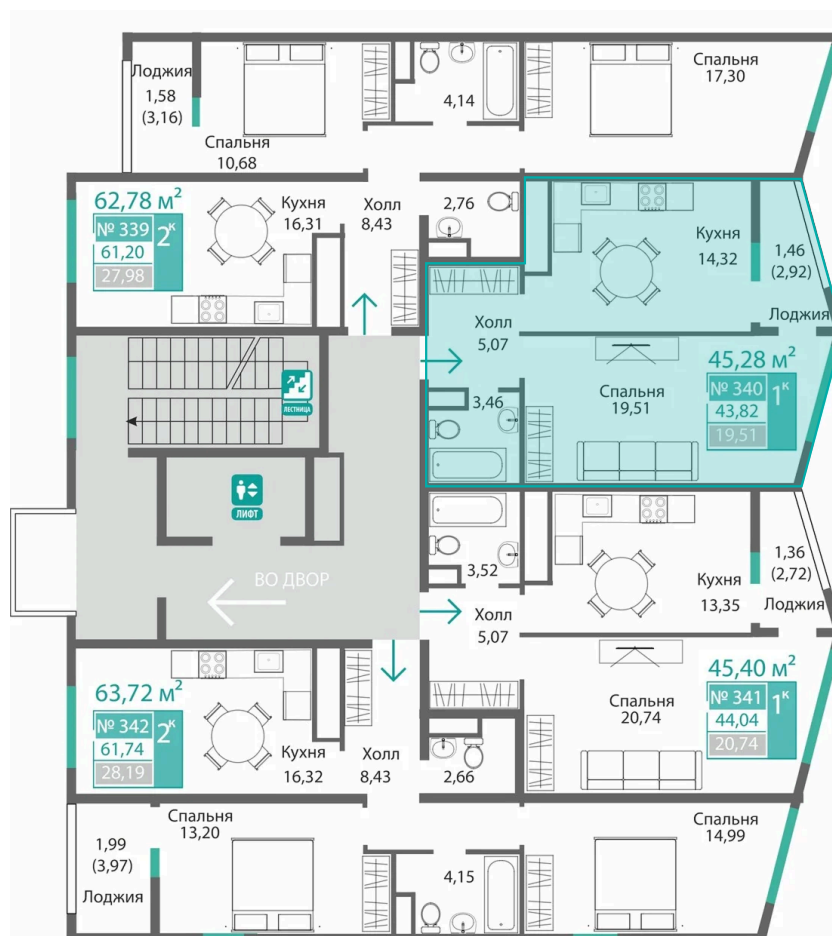 Лоджия
1,58
(3,16)
Спальня
10,68
4,14
Спальня
17,30
62,78 м²
№ 339
61,20
27,98
2к
Кухня
16,31
Холл
8,43
2,76
Кухня
14,32
1,46
(2,92)
Лоджия
Холл
5,07
45,28 м²
№ 340
43,82
19,51
1к
Спальня
19,51
3,46
ЛЕСТНИЦА
ЛИФТ
ВО ДВОР
3,52
Холл
5,07
Кухня
13,35
1,36
(2,72)
Лоджия
45,40 м²
№ 341
44,04
20,74
1к
Спальня
20,74
63,72 м²
№ 342
61,74
28,19
2к
Кухня
16,32
Холл
8,43
2,66
Спальня
13,20
1,99
(3,97)
Лоджия
4,15
Спальня
14,99